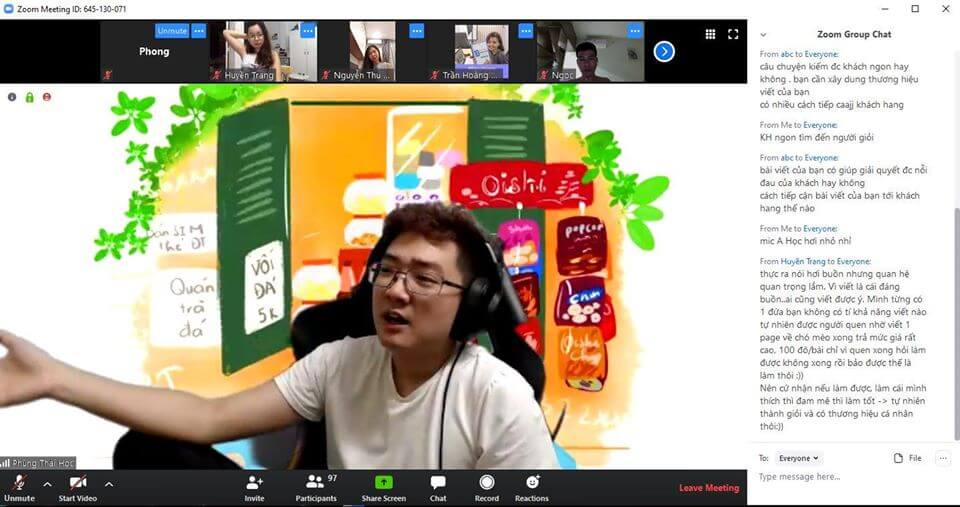 Zoom Meeting ID: 645-130-071
Unmute
Phong
Huyền Trang
Nguyễn Thu ...
Trần Hoàng ...
Ngọc
Bán SIM
thẻ ĐT
Quán
trà
đá
VỐI
ĐÁ
5K
Oishi
popcop
Phùng Thái Học
Zoom Group Chat
From abc to Everyone:
câu chuyện kiếm đc khách ngon hay
không . bạn cần xây dung thương hiệu
viết của bạn
có nhiều cách tiếp caajj khách hang
From Me to Everyone:
KH ngon tìm đến người giỏi
From abc to Everyone:
bài viết của bạn có giúp giải quyết đc nỗi
đau của khách hay không
cách tiếp cận bài viết của bạn tới khách
hang thế nào
From Me to Everyone:
mic A Học hơi nhỏ nhỉ
From Huyền Trang to Everyone:
thực ra nói hơi buồn nhưng quan hệ
quan trọng lắm. Vì viết là cái đáng
buồn..ai cũng viết được ý. Mình từng có
1 đứa bạn không có tí khả năng viết nào
tự nhiên được người quen nhờ viết 1
page về chó mèo xong trả mức giá rất
cao, 100 đô/bài chỉ vì quen xong hỏi làm
được không xong rồi bảo được thế là
làm thôi :))
Nên cứ nhận nếu làm được, làm cái mình
thích thì đam mê thì làm tốt -> tự nhiên
thành giỏi và có thương hiệu cá nhân
thôi:))
To: Everyone
File
Type message here...
Unmute
Start Video
Invite
Participants
97
Share Screen
Chat
Record
Reactions
Leave Meeting